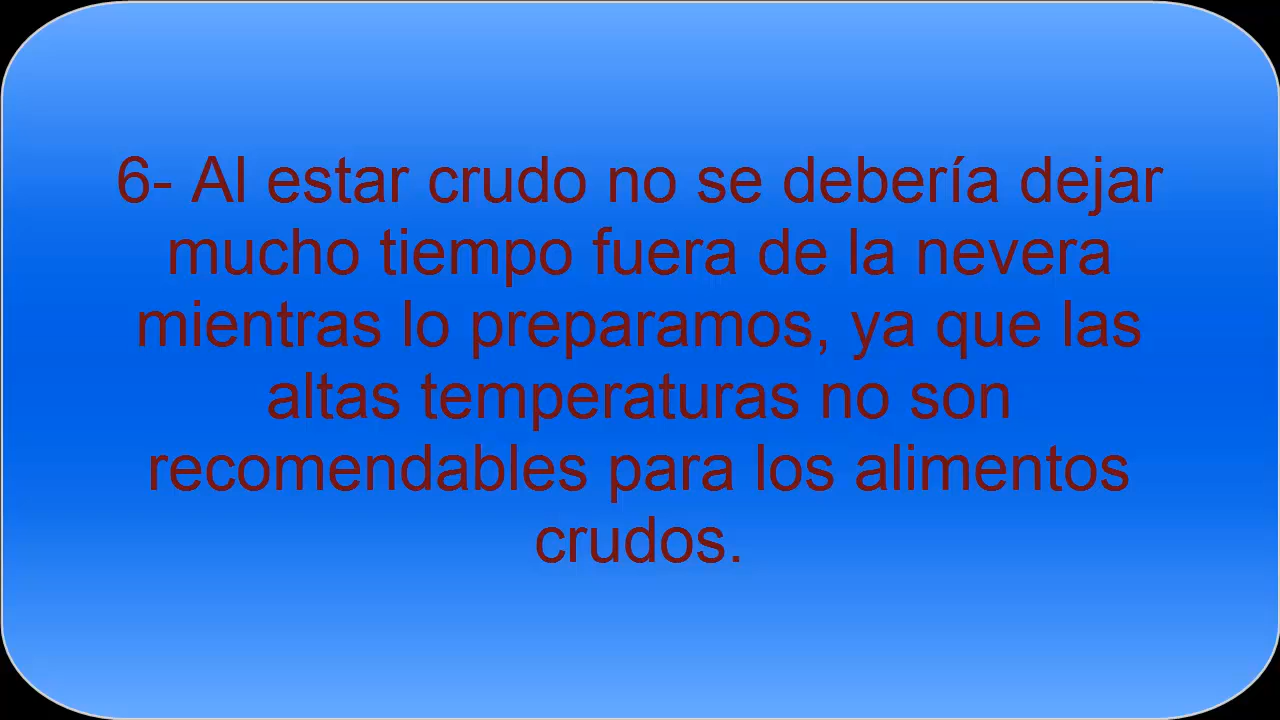 6- Al estar crudo no se debería dejar
mucho tiempo fuera de la nevera
mientras lo preparamos, ya que las
altas temperaturas no son
recomendables para los alimentos
crudos.